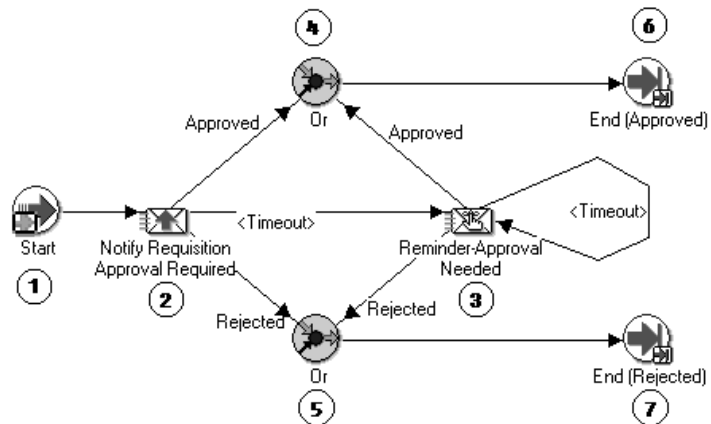 4
6
Or
End (Approved)
Approved
Approved
Start
<Timeout>
<Timeout>
Notify Requisition
Approval Required
Reminder-Approval
Needed
1
2
3
Rejected
Rejected
Or
End (Rejected)
5
7